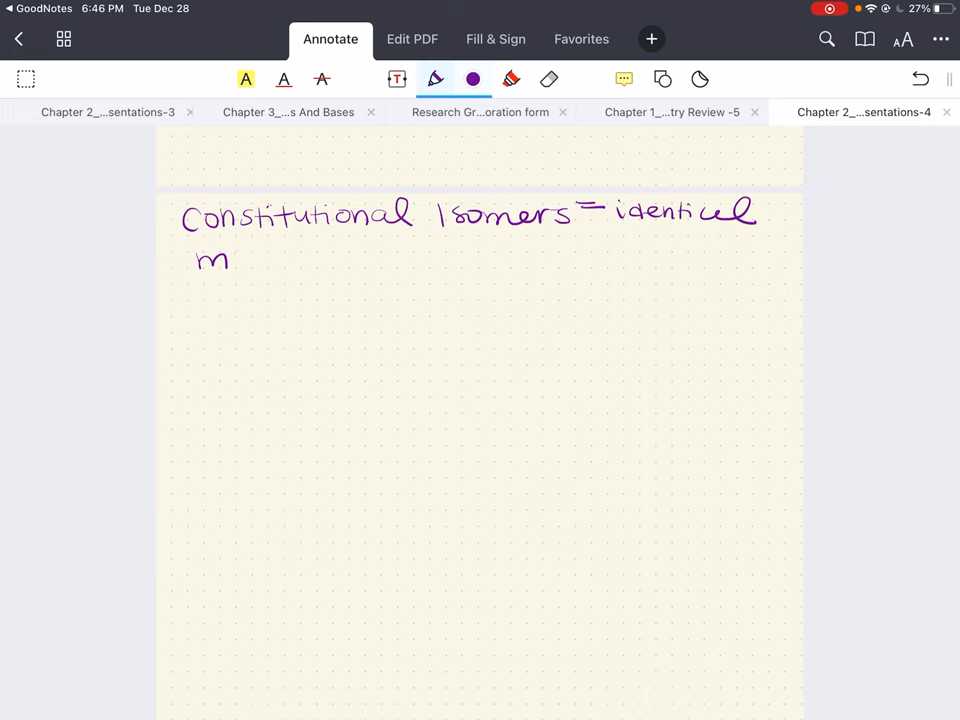 GoodNotes 6:46 PM Tue Dec 28 27%
Annotate Edit PDF Fill & Sign Favorites
Chapter 2_...sentations-3 Chapter 3_...s And Bases Research Gr...oration form Chapter 1_...try Review -5 Chapter 2_...sentations-4
Constitutional Isomers = identical
m